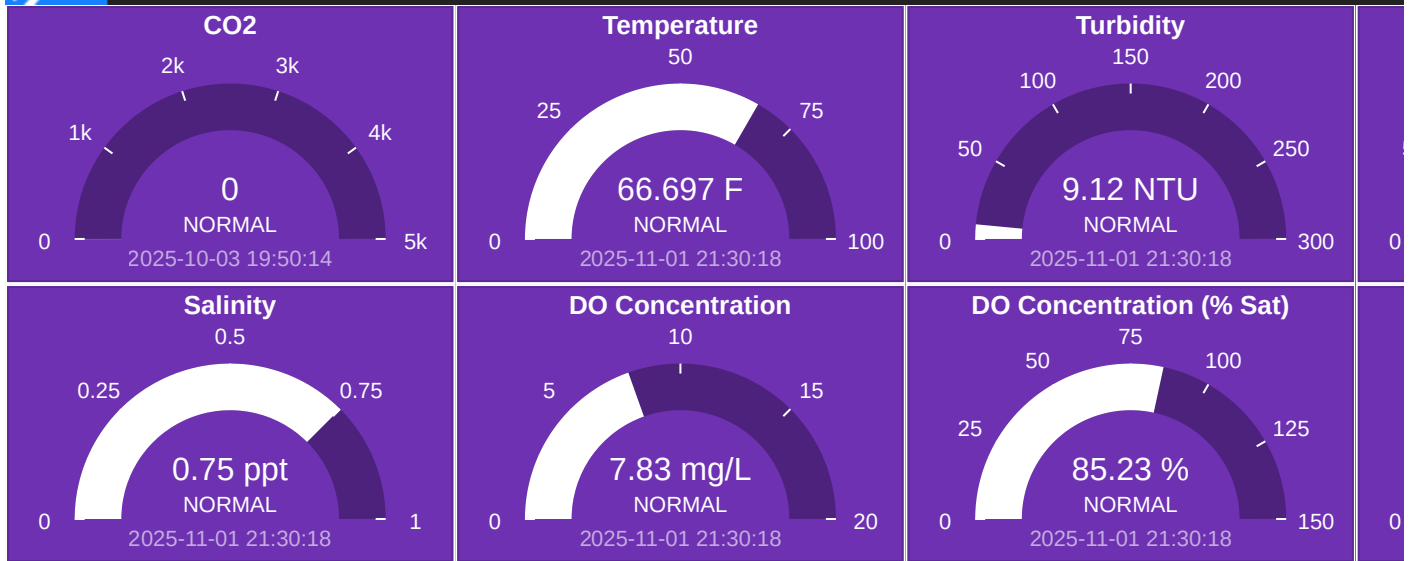 CO2
0
1k
2k
3k
4k
5k
0
NORMAL
2025-10-03 19:50:14
Temperature
0
25
50
75
100
66.697 F
NORMAL
2025-11-01 21:30:18
Turbidity
0
50
100
150
200
250
300
9.12 NTU
NORMAL
2025-11-01 21:30:18
0
Salinity
0
0.25
0.5
0.75
1
0.75 ppt
NORMAL
2025-11-01 21:30:18
DO Concentration
0
5
10
15
20
7.83 mg/L
NORMAL
2025-11-01 21:30:18
DO Concentration (% Sat)
0
25
50
75
100
125
150
85.23 %
NORMAL
2025-11-01 21:30:18
0